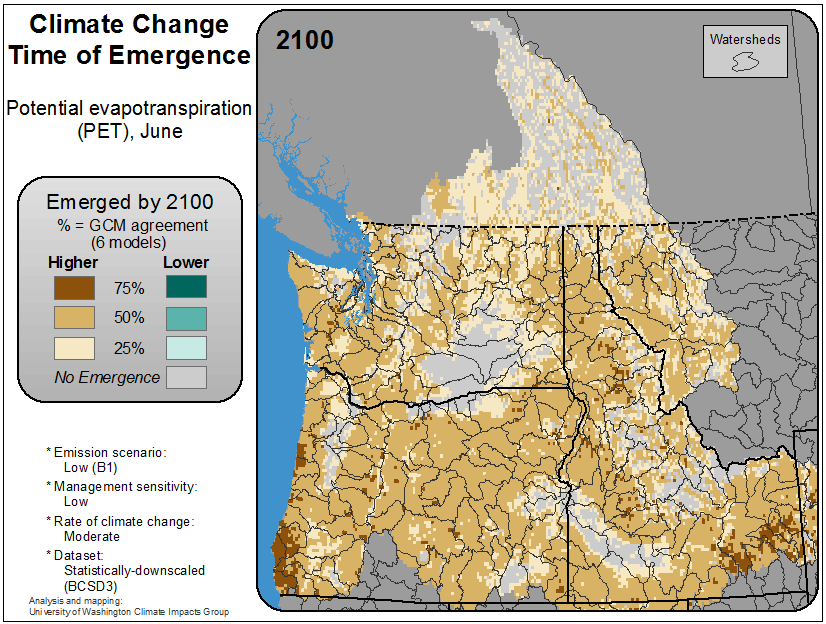 Climate Change
Time of Emergence
Potential evapotranspiration
(PET), June
Emerged by 2100
% = GCM agreement
(6 models)
Higher Lower
75%
50%
25%
No Emergence
* Emission scenario:
Low (B1)
* Management sensitivity:
Low
* Rate of climate change:
Moderate
* Dataset:
Statistically-downscaled
(BCSD3)
Analysis and mapping:
University of Washington Climate Impacts Group
2100
Watersheds